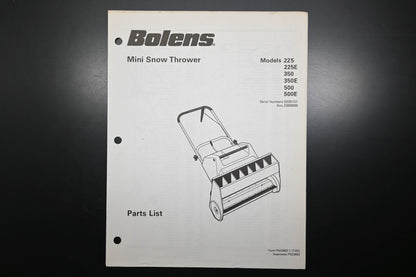 Bolens
Mini Snow Thrower
Models 225
225E
350
350E
500
500E
Parts List